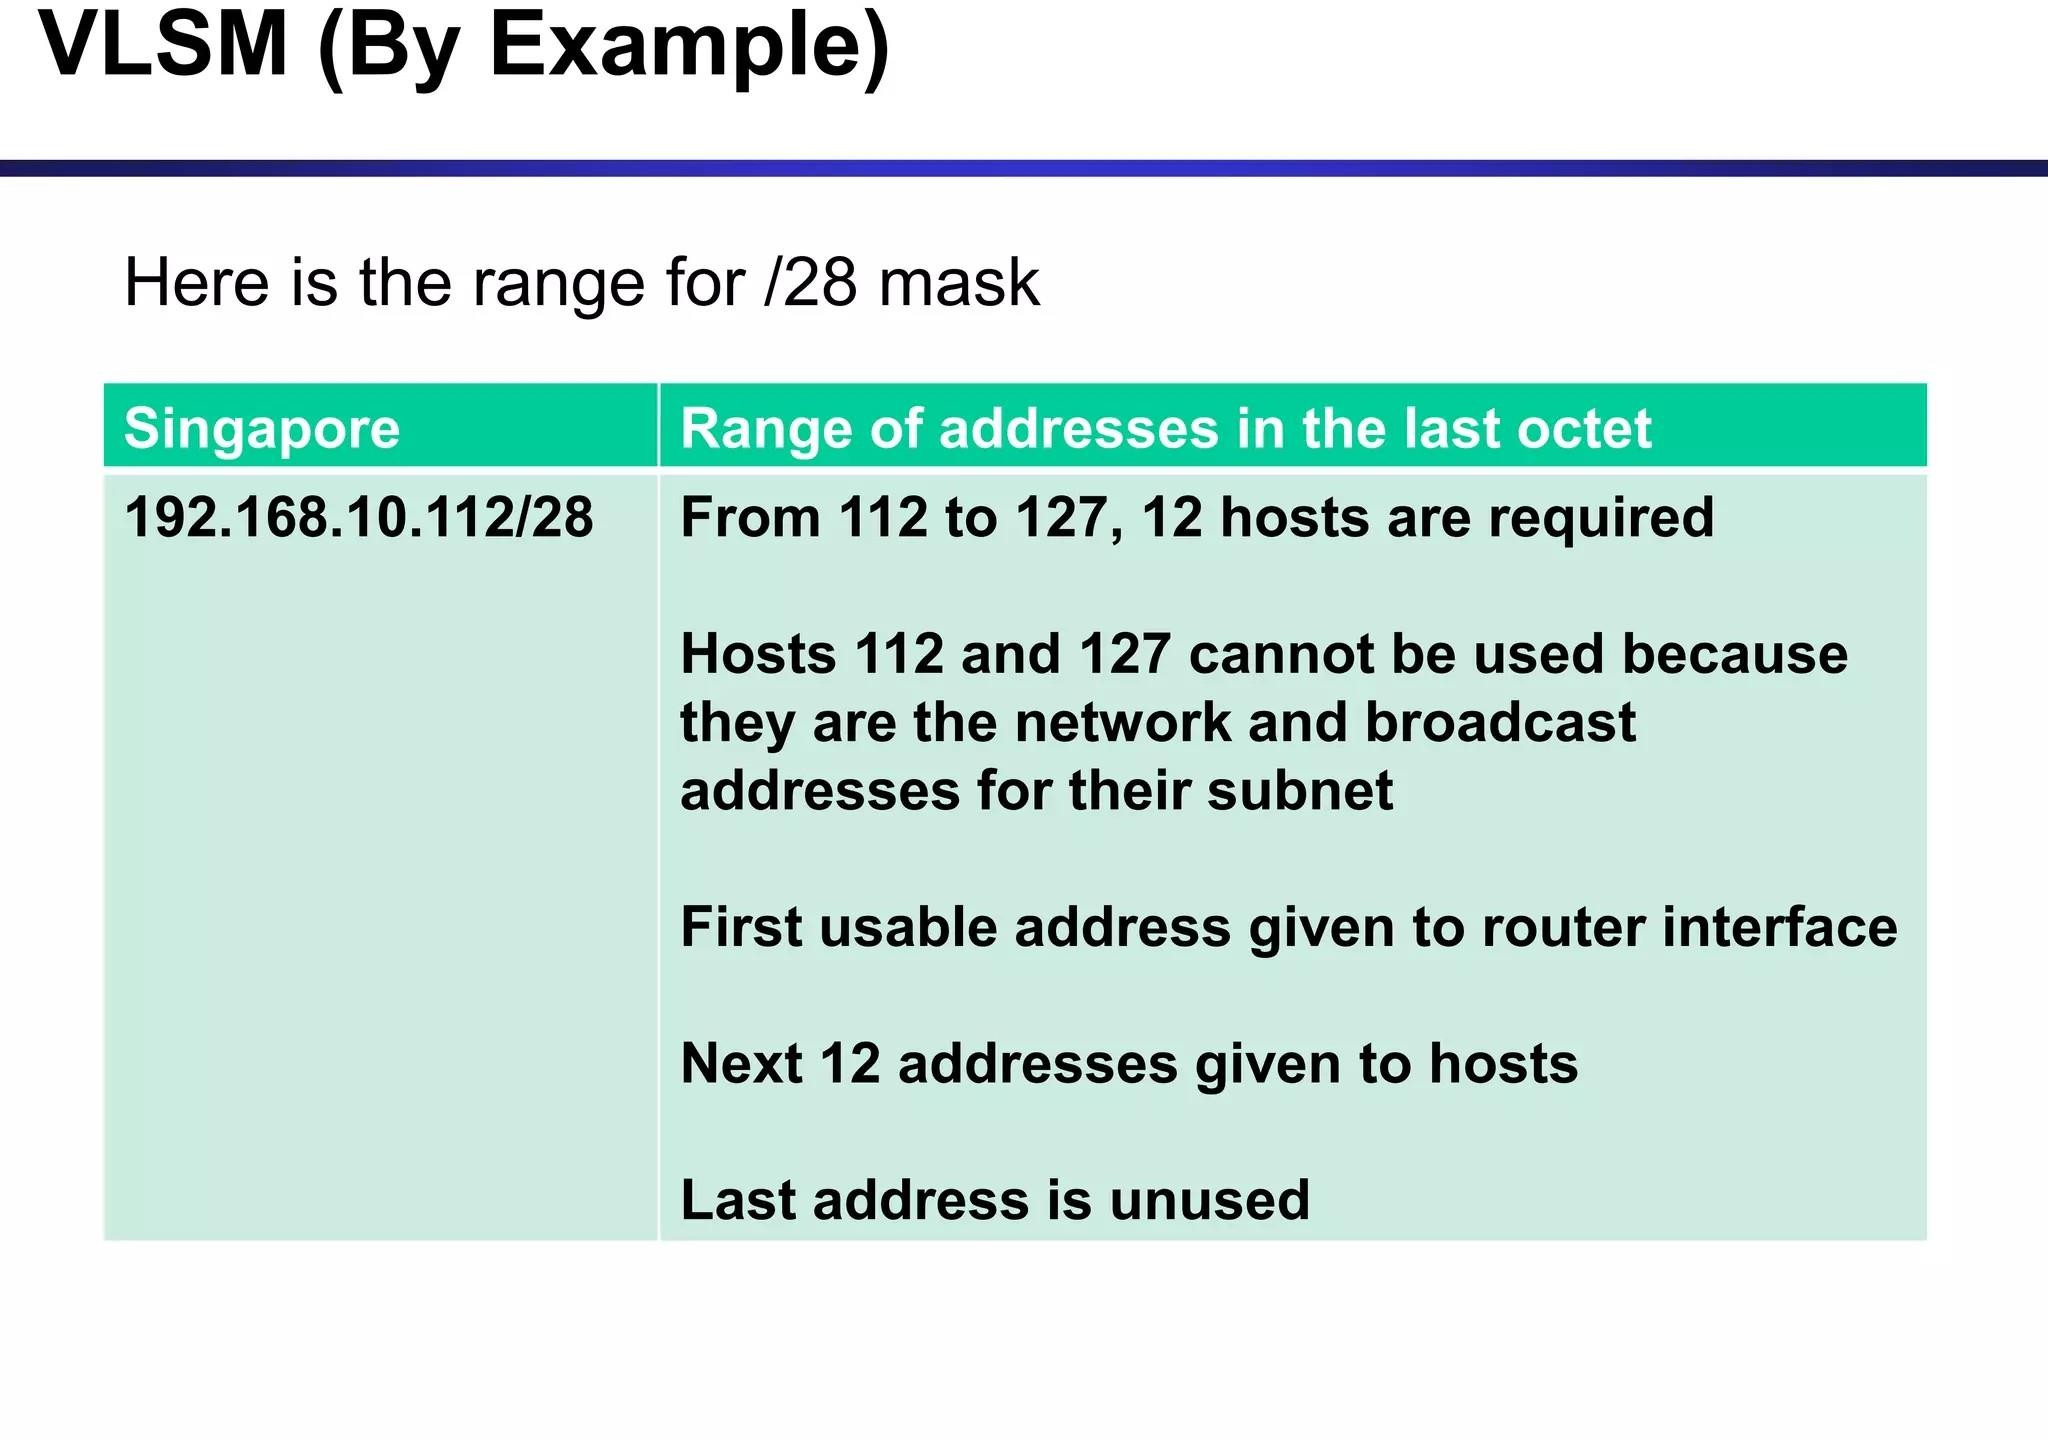 VLSM (By Example)
Here is the range for /28 mask
Singapore
Range of addresses in the last octet
192.168.10.112/28
From 112 to 127, 12 hosts are required
Hosts 112 and 127 cannot be used because
they are the network and broadcast
addresses for their subnet
First usable address given to router interface
Next 12 addresses given to hosts
Last address is unused